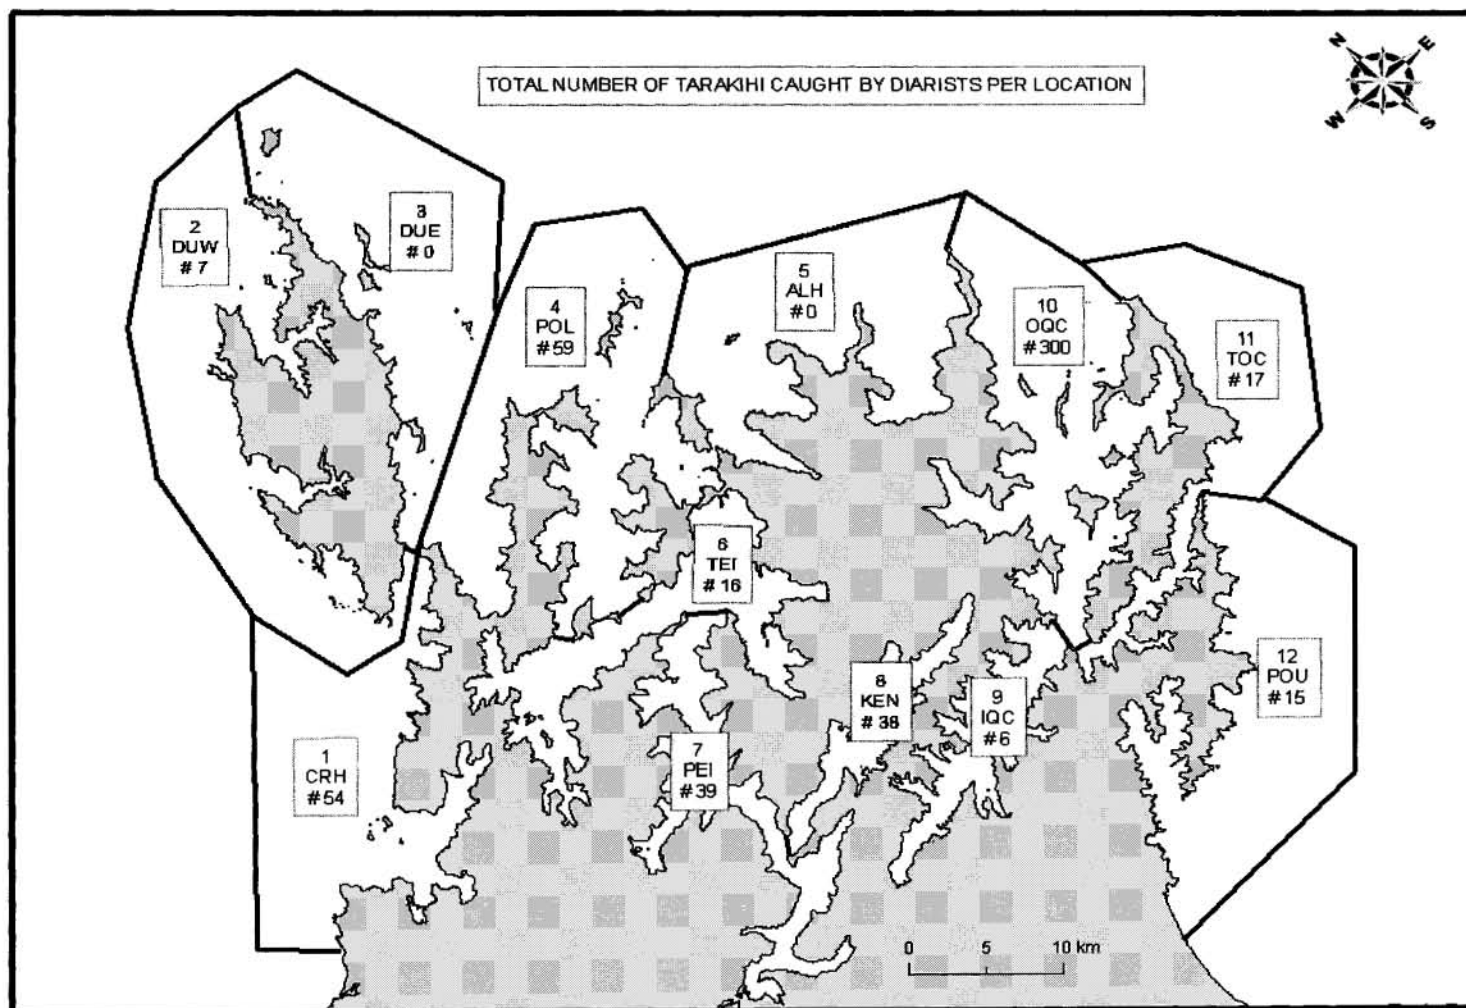 TOTAL NUMBER OF TARAKIHI CAUGHT BY DIARISTS PER LOCATION
N
E
W
S
2
DUW
# 7
3
DUE
# 0
4
POL
#59
5
ALH
#0
10
OQC
#300
11
TOC
# 17
6
TEI
# 16
12
POU
#15
8
KEN
# 38
9
IQC
#6
7
PEI
#39
1
CRH
#54
0 5 10 km